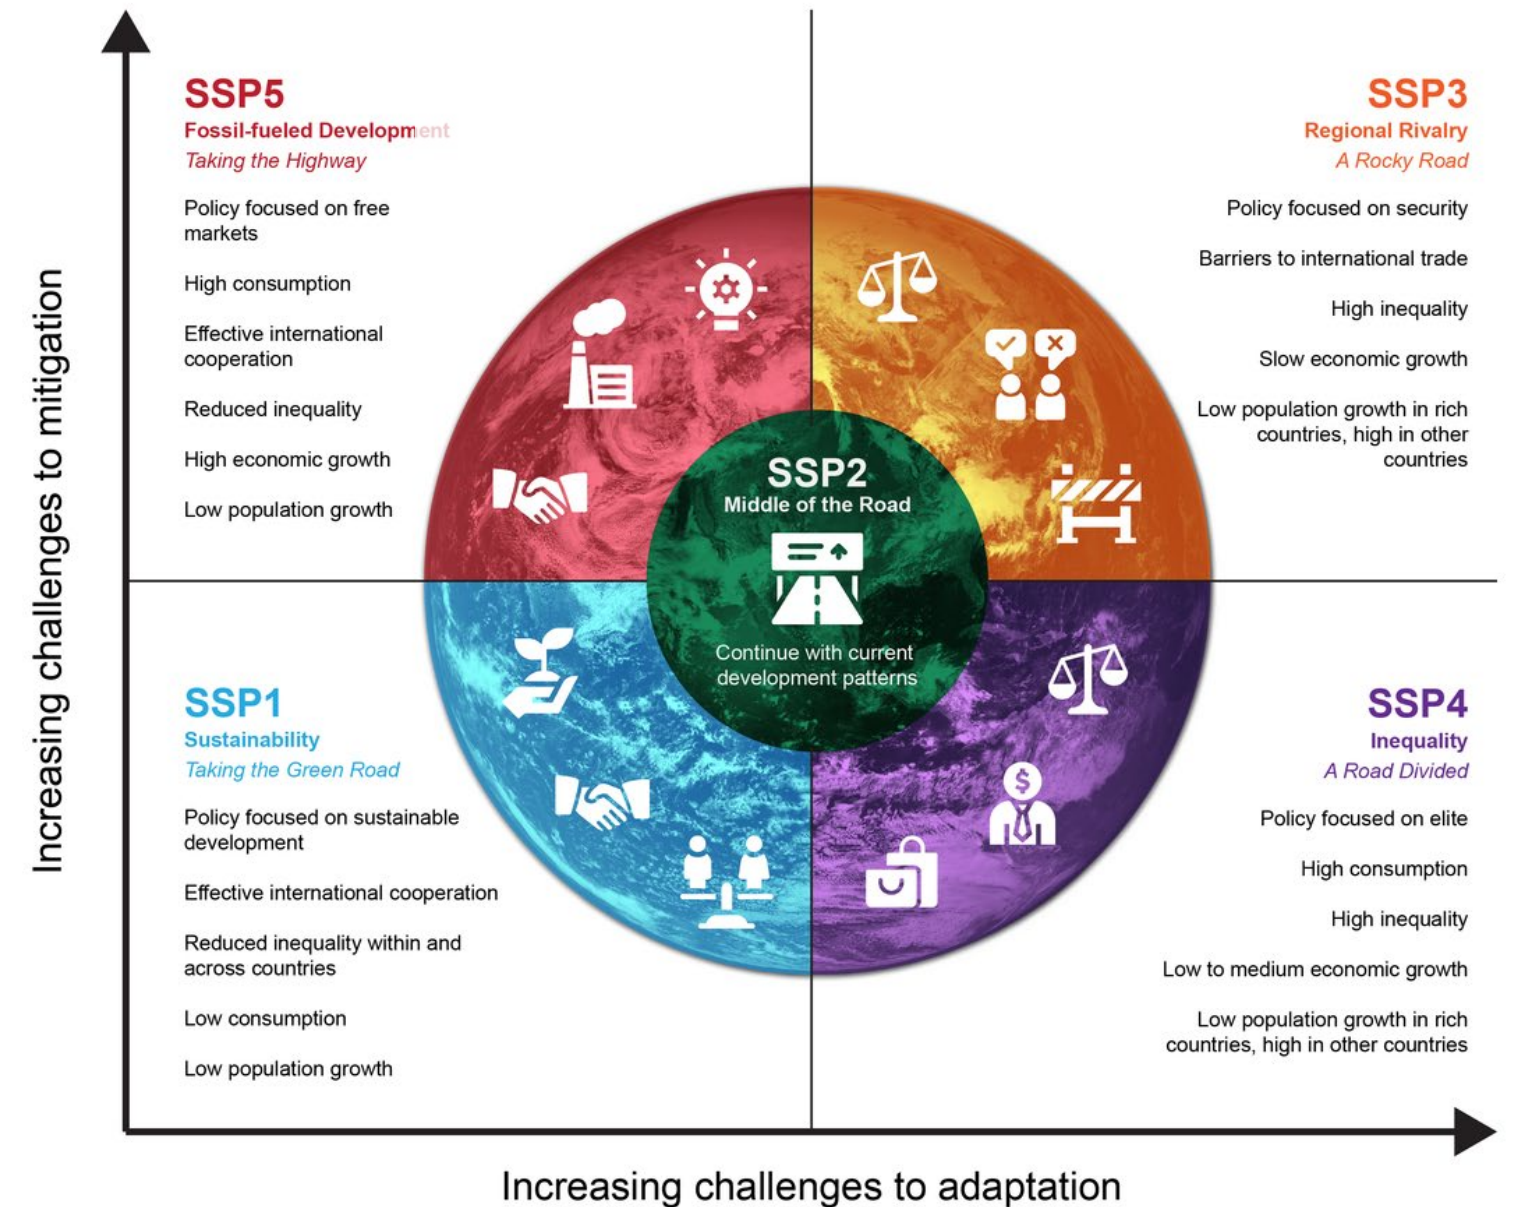 SSP5
Fossil-fueled Development
Taking the Highway
Policy focused on free
markets
High consumption
Effective international
cooperation
Reduced inequality
High economic growth
Low population growth
SSP3
Regional Rivalry
A Rocky Road
Policy focused on security
Barriers to international trade
High inequality
Slow economic growth
Low population growth in rich
countries, high in other
countries
SSP2
Middle of the Road
Continue with current
development patterns
SSP1
Sustainability
Taking the Green Road
Policy focused on sustainable
development
Effective international cooperation
Reduced inequality within and
across countries
Low consumption
Low population growth
SSP4
Inequality
A Road Divided
Policy focused on elite
High consumption
High inequality
Low to medium economic growth
Low population growth in rich
countries, high in other countries
$
Increasing challenges to mitigation
Increasing challenges to adaptation